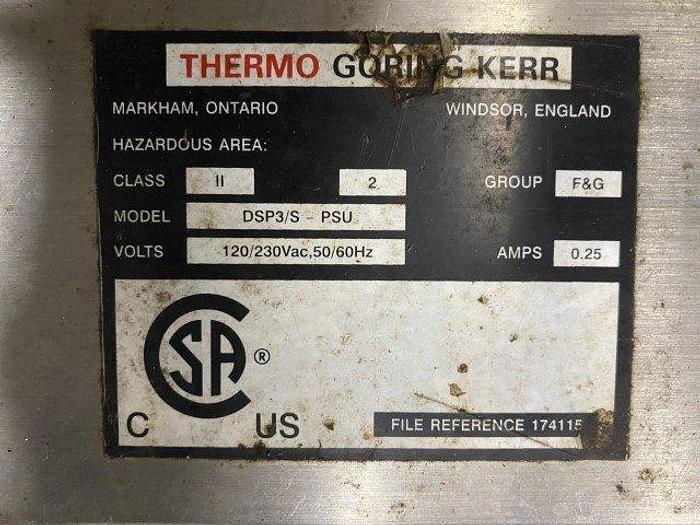 THERMO GORING KERR
MARKHAM, ONTARIO WINDSOR, ENGLAND
HAZARDOUS AREA:
CLASS II 2 GROUP F&G
MODEL DSP3/S - PSU
VOLTS 120/230Vac,50/60Hz AMPS 0.25
CSA ®
C US
FILE REFERENCE 174115